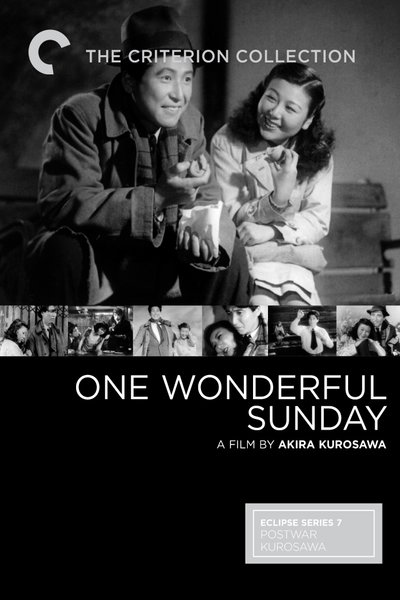 THE CRITERION COLLECTION
ONE WONDERFUL
SUNDAY
A FILM BY AKIRA KUROSAWA
ECLIPSE SERIES 7
POSTWAR
KUROSAWA